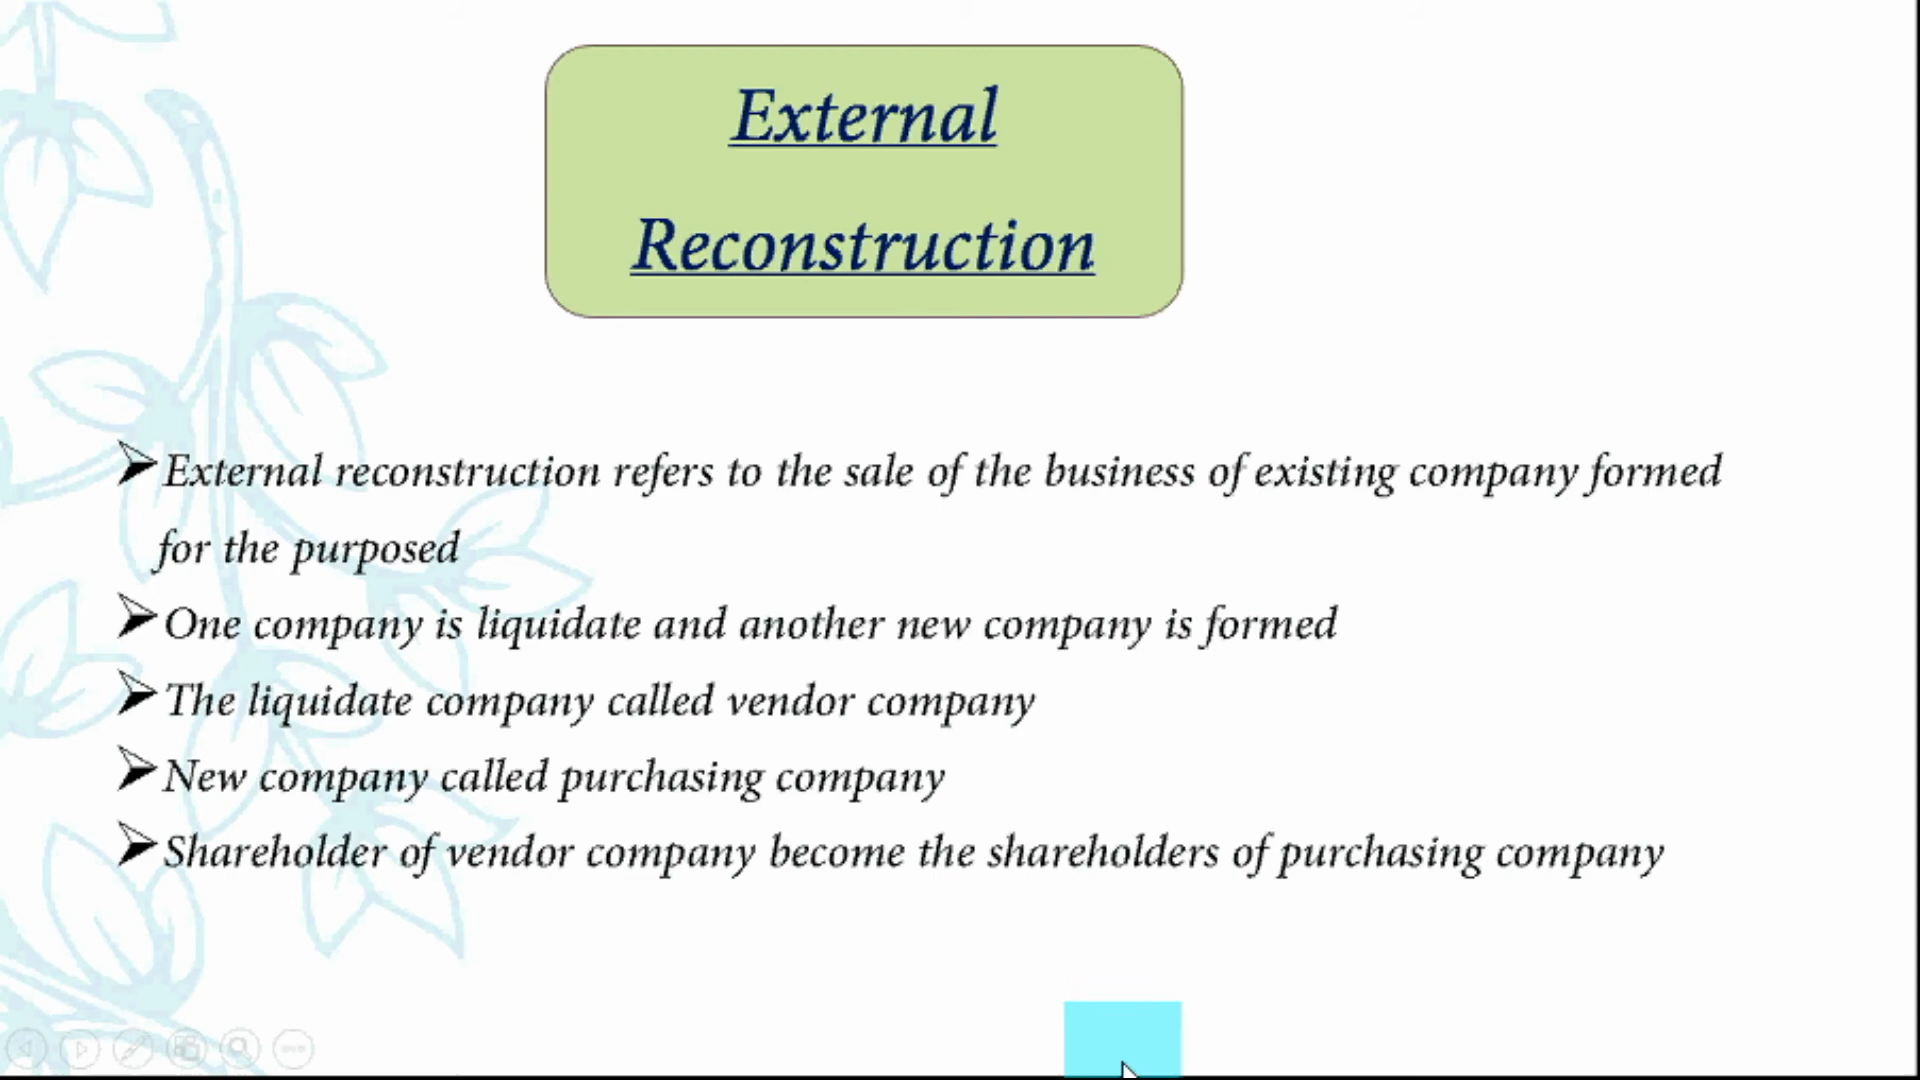 External
Reconstruction
External reconstruction refers to the sale of the business of existing company formed
for the purposed
One company is liquidate and another new company is formed
The liquidate company called vendor company
New company called purchasing company
Shareholder of vendor company become the shareholders of purchasing company